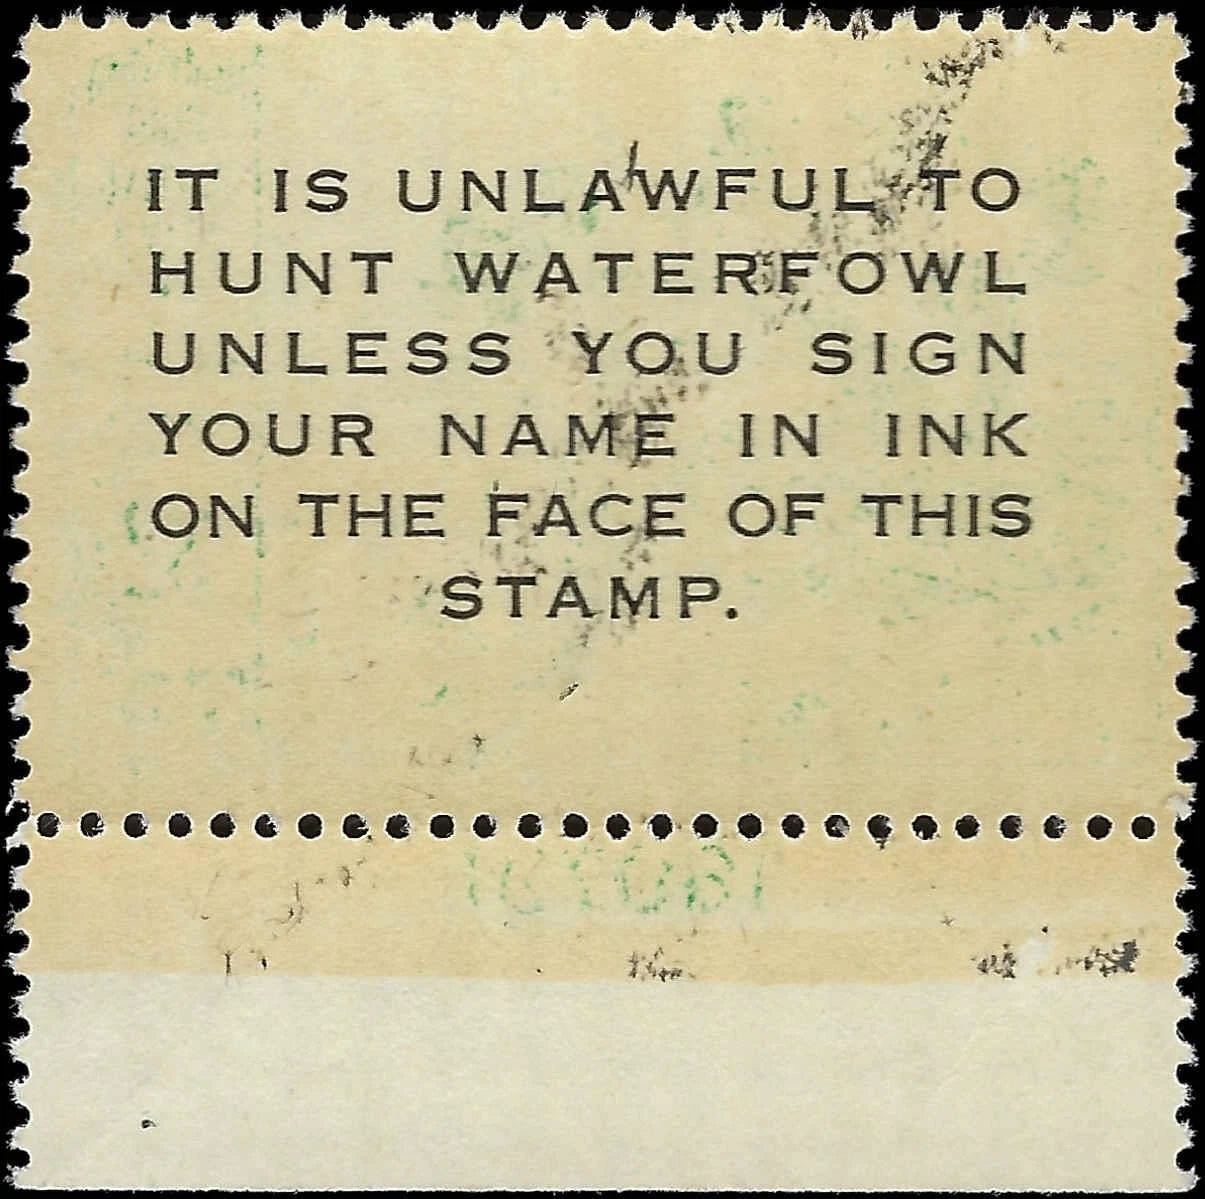 IT IS UNLAWFUL TO
HUNT WATERFOWL
UNLESS YOU SIGN
YOUR NAME IN INK
ON THE FACE OF THIS
STAMP.